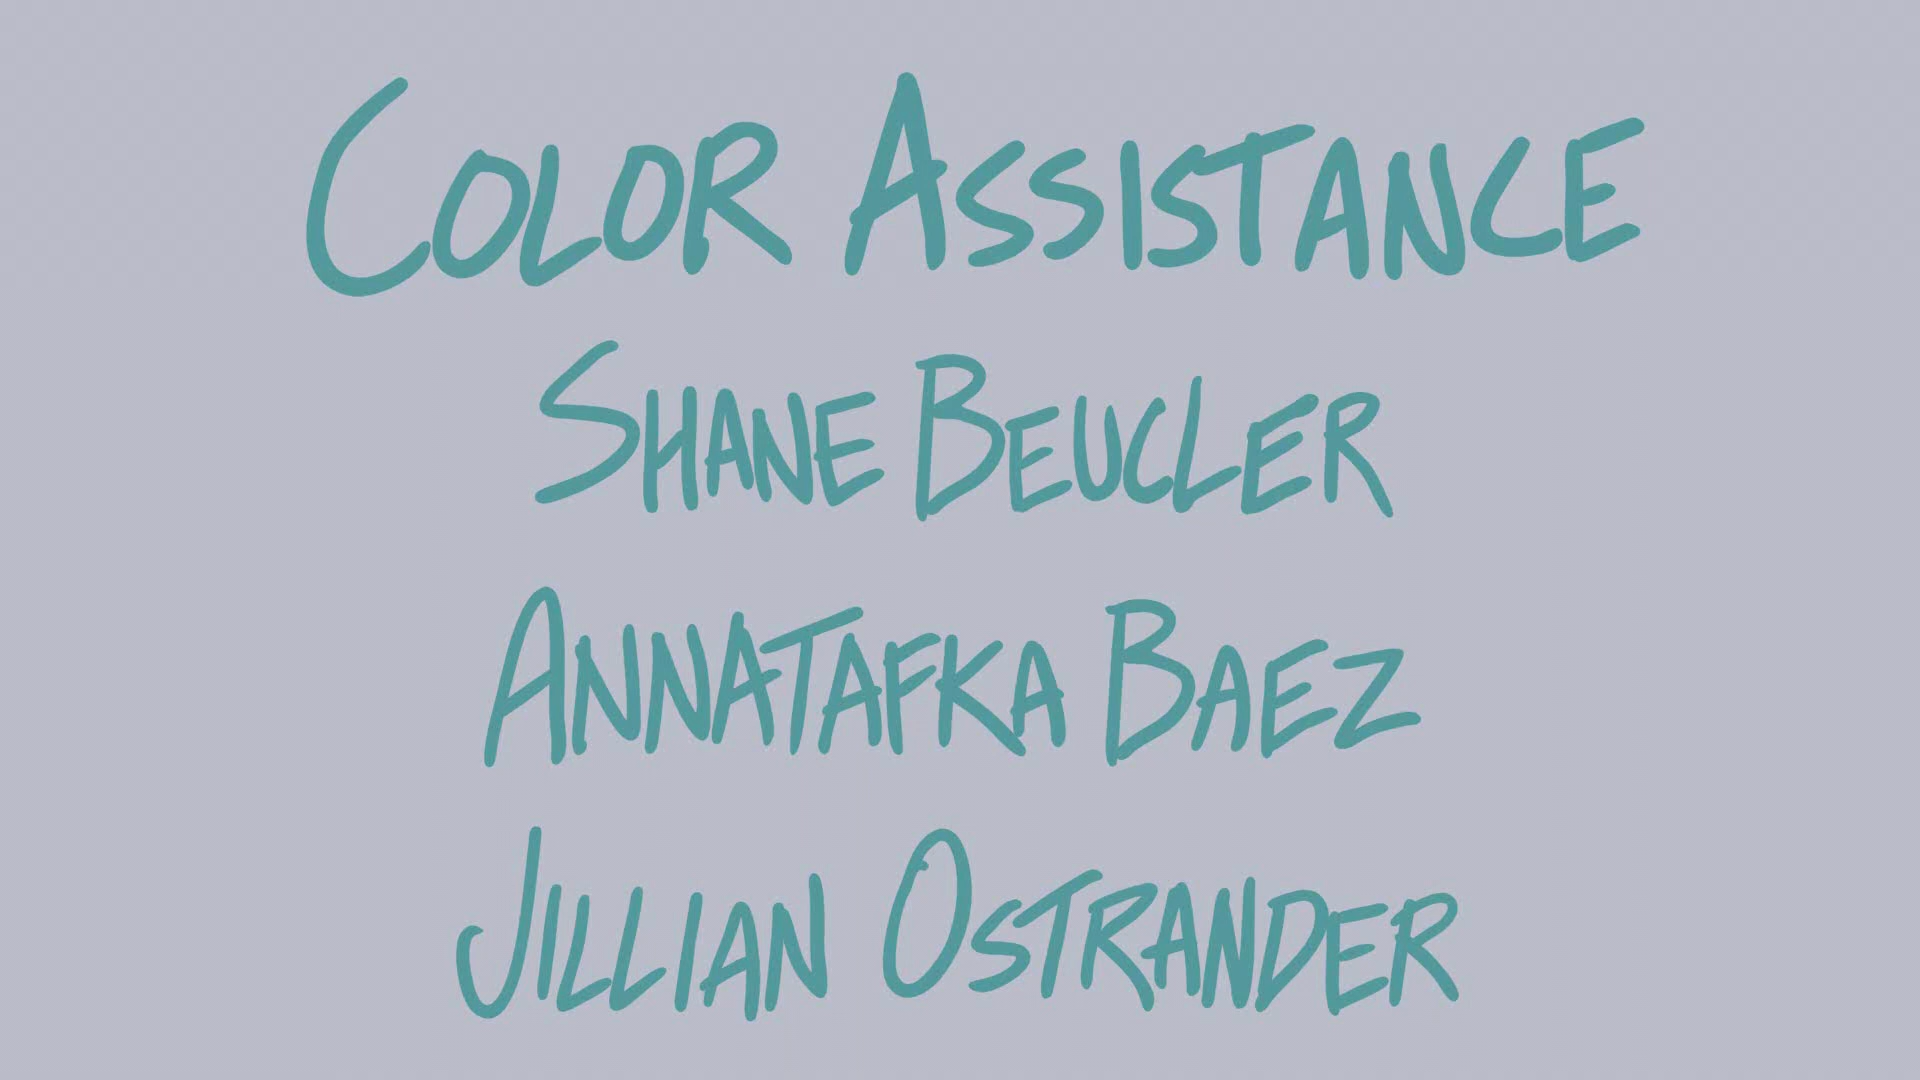 Color Assistance
Shane Beucler
Annatafka Baez
Jillian Ostrander